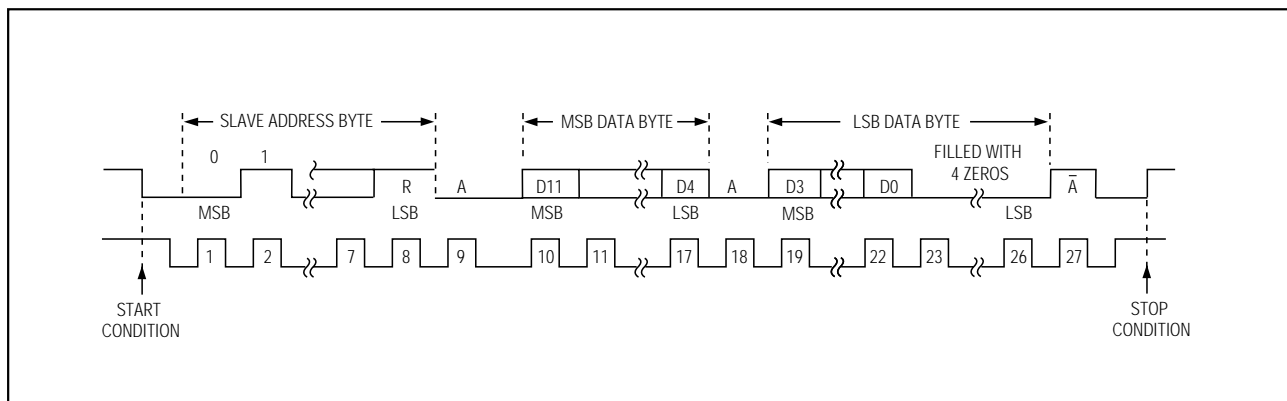 SLAVE ADDRESS BYTE MSB DATA BYTE LSB DATA BYTE
0 1 FILLED WITH
4 ZEROS
R A D11 D4 A D3 D0 A̅
MSB LSB MSB LSB MSB LSB
1 2 7 8 9 10 11 17 18 19 22 23 26 27
START
CONDITION
STOP
CONDITION